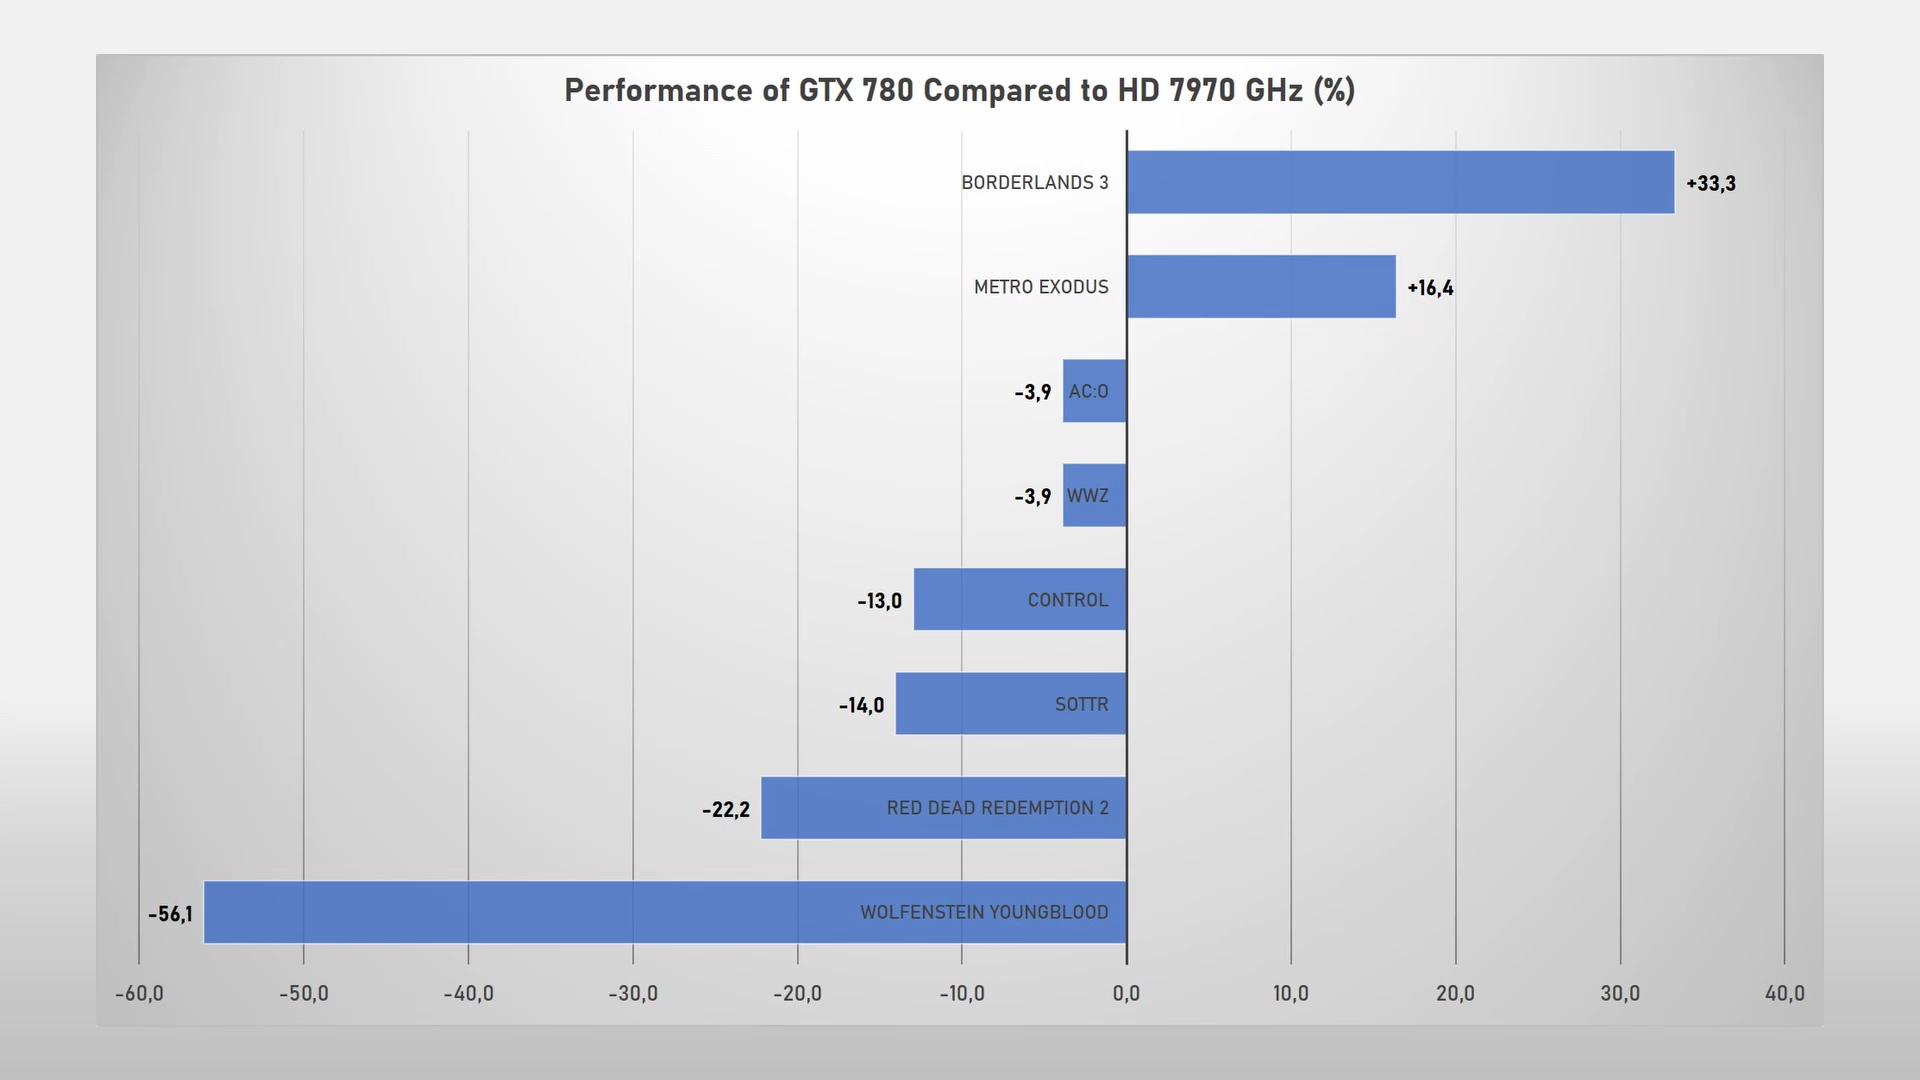 Performance of GTX 780 Compared to HD 7970 GHz (%)
BORDERLANDS 3 +33,3
METRO EXODUS +16,4
-3,9 AC:O
-3,9 WWZ
-13,0 CONTROL
-14,0 SOTTR
-22,2 RED DEAD REDEMPTION 2
-56,1 WOLFENSTEIN YOUNGBLOOD
-60,0 -50,0 -40,0 -30,0 -20,0 -10,0 0,0 10,0 20,0 30,0 40,0